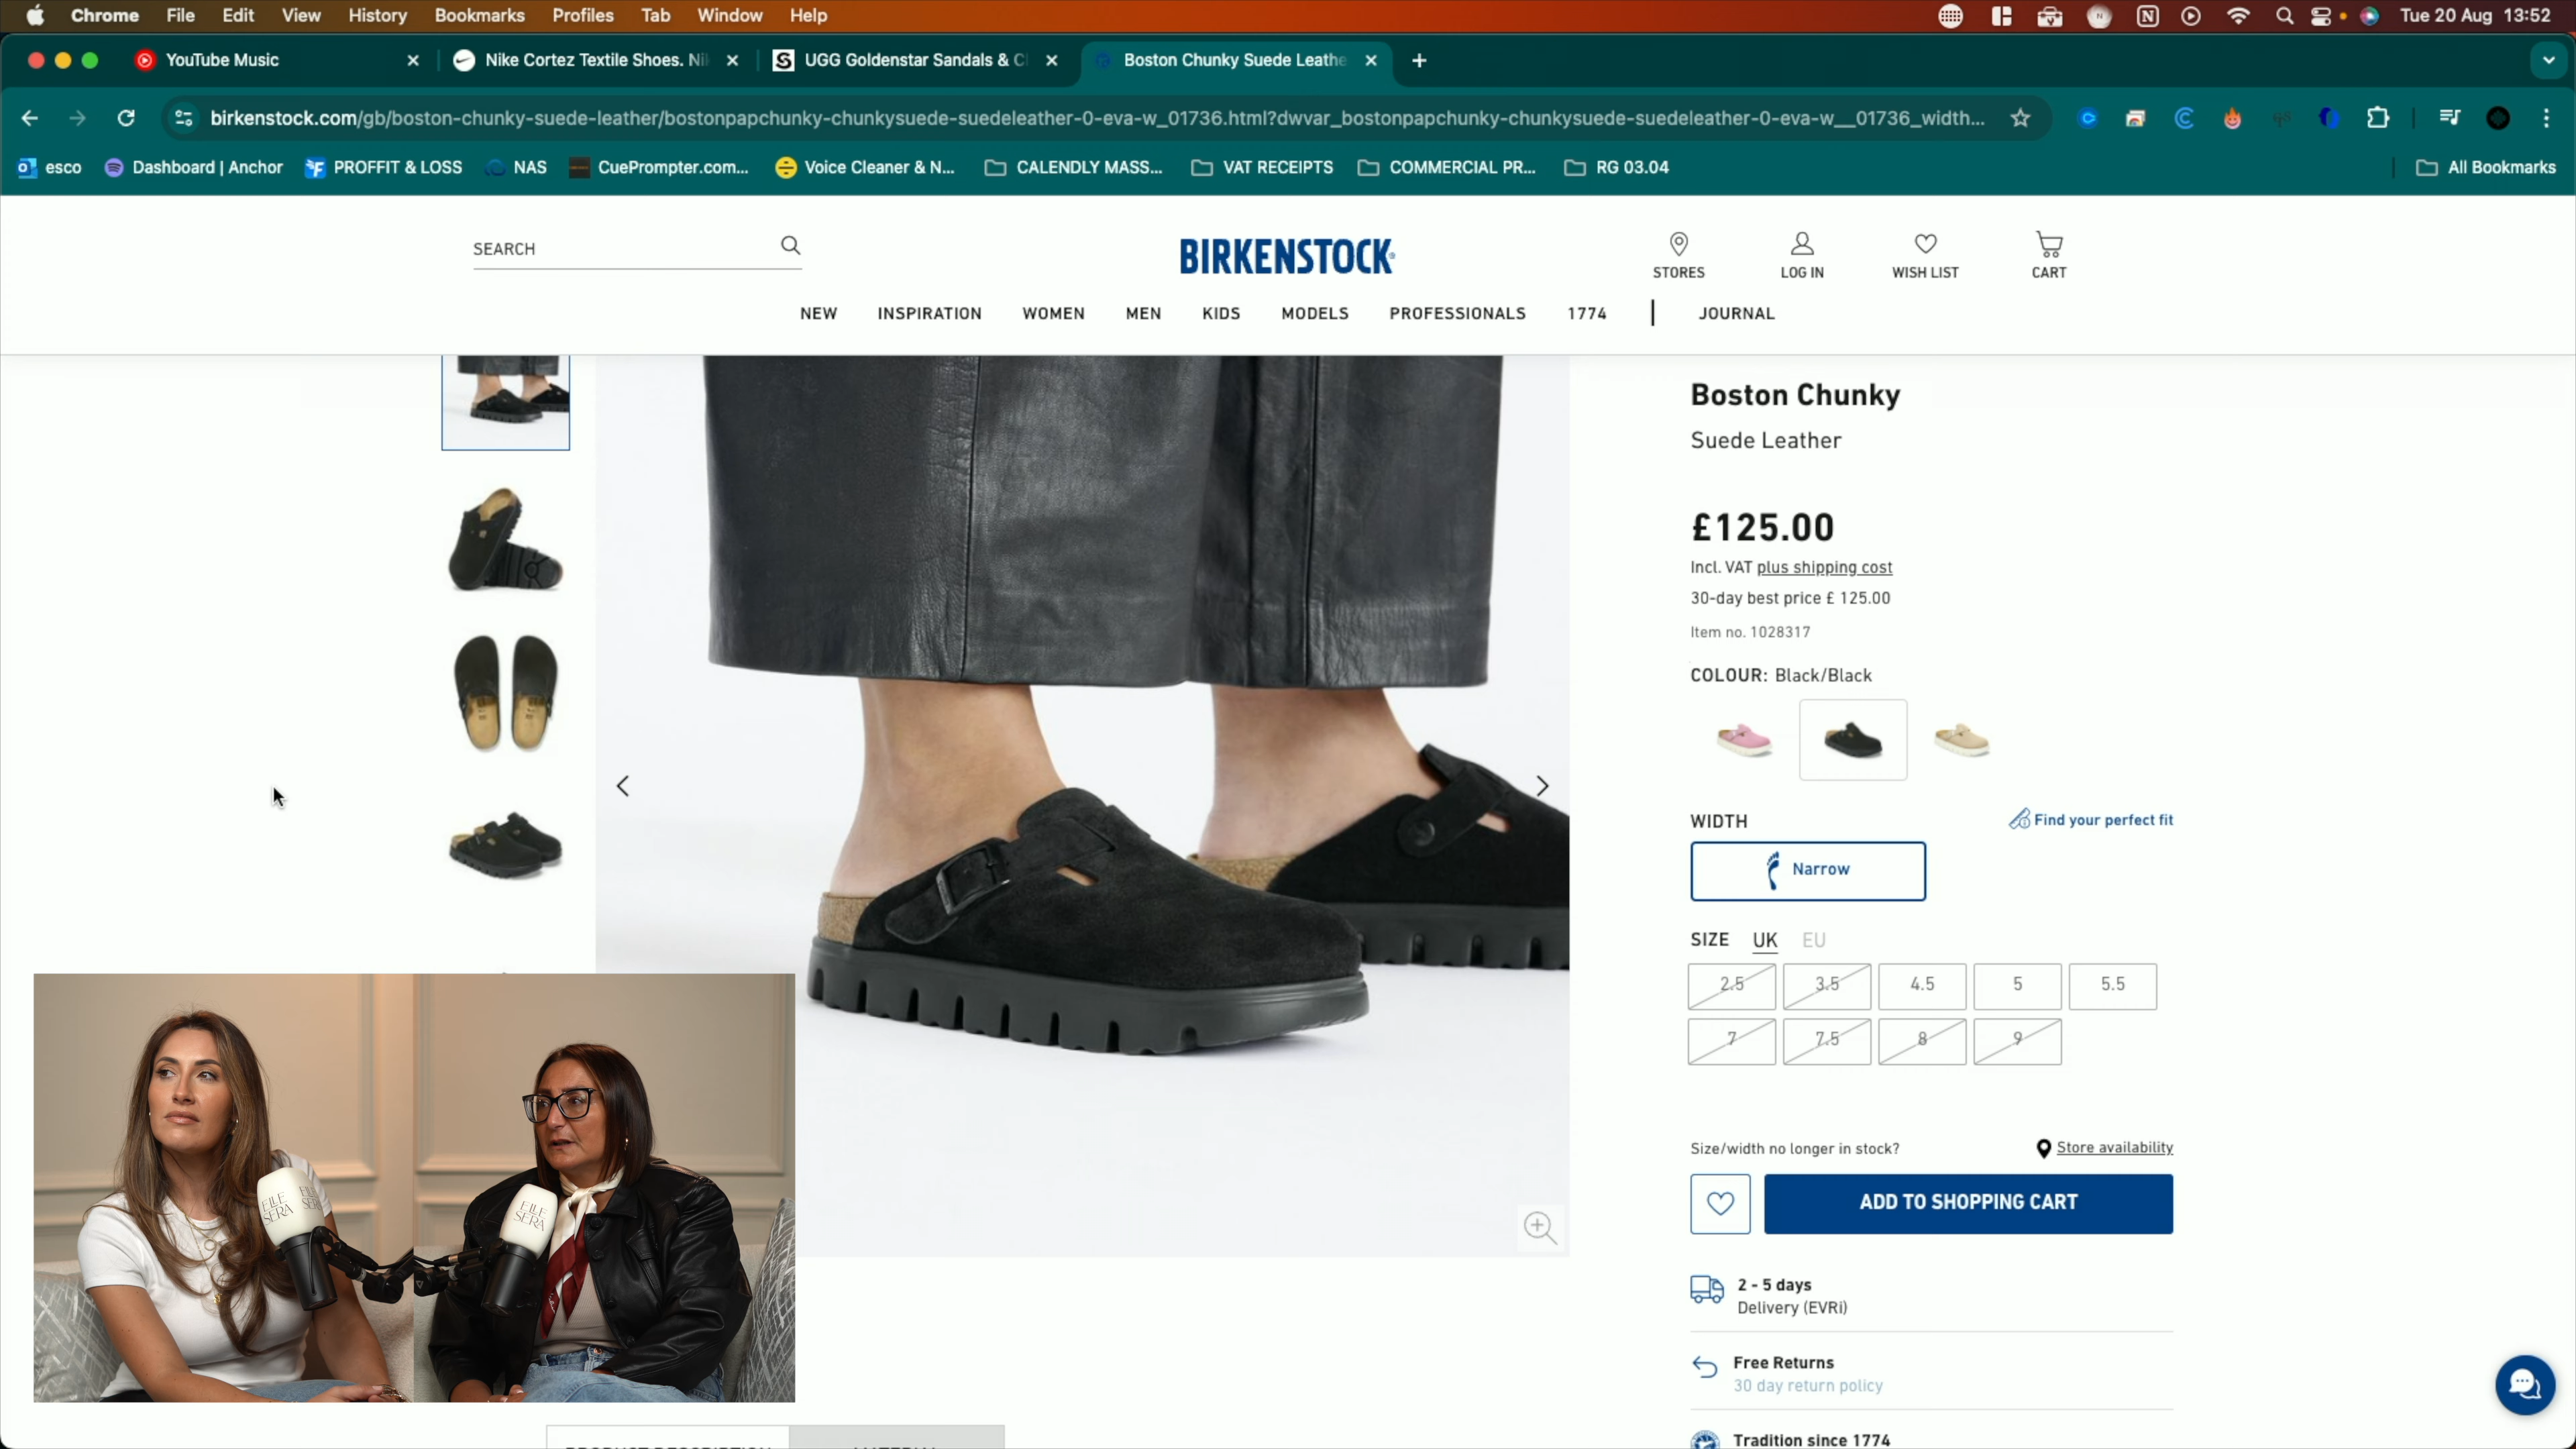 Chrome File Edit View History Bookmarks Profiles Tab Window Help
Tue 20 Aug 13:52
YouTube Music
Nike Cortez Textile Shoes. Ni
UGG Goldenstar Sandals & C
Boston Chunky Suede Leathe
birkenstock.com/gb/boston-chunky-suede-leather/bostonpapchunky-chunkysuede-suedeleather-0-eva-w_01736.html?dwvar_bostonpapchunky-chunkysuede-suedeleather-0-eva-w__01736_width...
esco Dashboard | Anchor PROFFIT & LOSS NAS CuePrompter.com... Voice Cleaner & N... CALENDLY MASS... VAT RECEIPTS COMMERCIAL PR... RG 03.04 All Bookmarks
SEARCH
BIRKENSTOCK
STORES LOG IN WISH LIST CART
NEW INSPIRATION WOMEN MEN KIDS MODELS PROFESSIONALS 1774 | JOURNAL
Boston Chunky
Suede Leather
£125.00
Incl. VAT plus shipping cost
30-day best price £ 125.00
Item no. 1028317
COLOUR: Black/Black
WIDTH Find your perfect fit
Narrow
SIZE UK EU
2.5 3.5 4.5 5 5.5
7 7.5 8 9
Size/width no longer in stock? Store availability
ADD TO SHOPPING CART
2 - 5 days
Delivery (EVRi)
Free Returns
30 day return policy
Tradition since 1774
ELLE
SERA
ELLE
SERA
PRODUCT DESCRIPTION MATERIAL